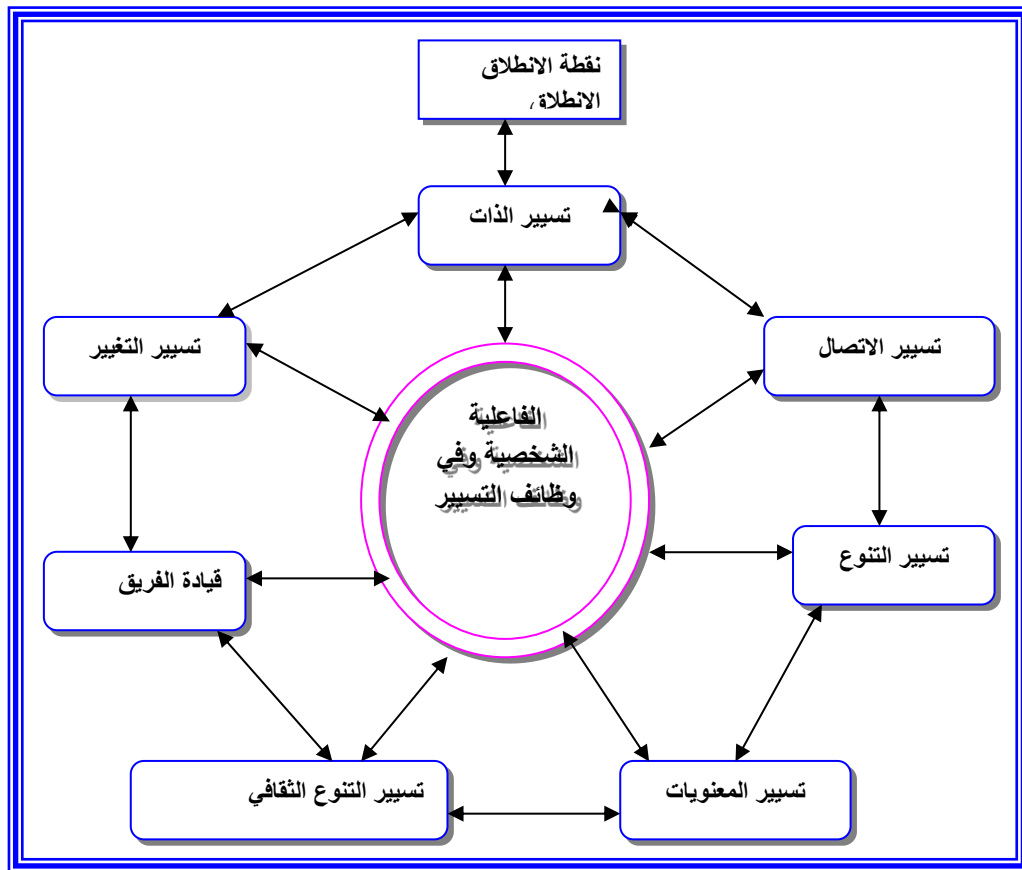 نقطة الانطلاق
الانطلاق
تسيير الذات
تسيير التغيير
تسيير الاتصال
الفاعلية
الشخصية وفي
وظائف التسيير
قيادة الفريق
تسيير التنوع
تسيير التنوع الثقافي
تسيير المعنويات